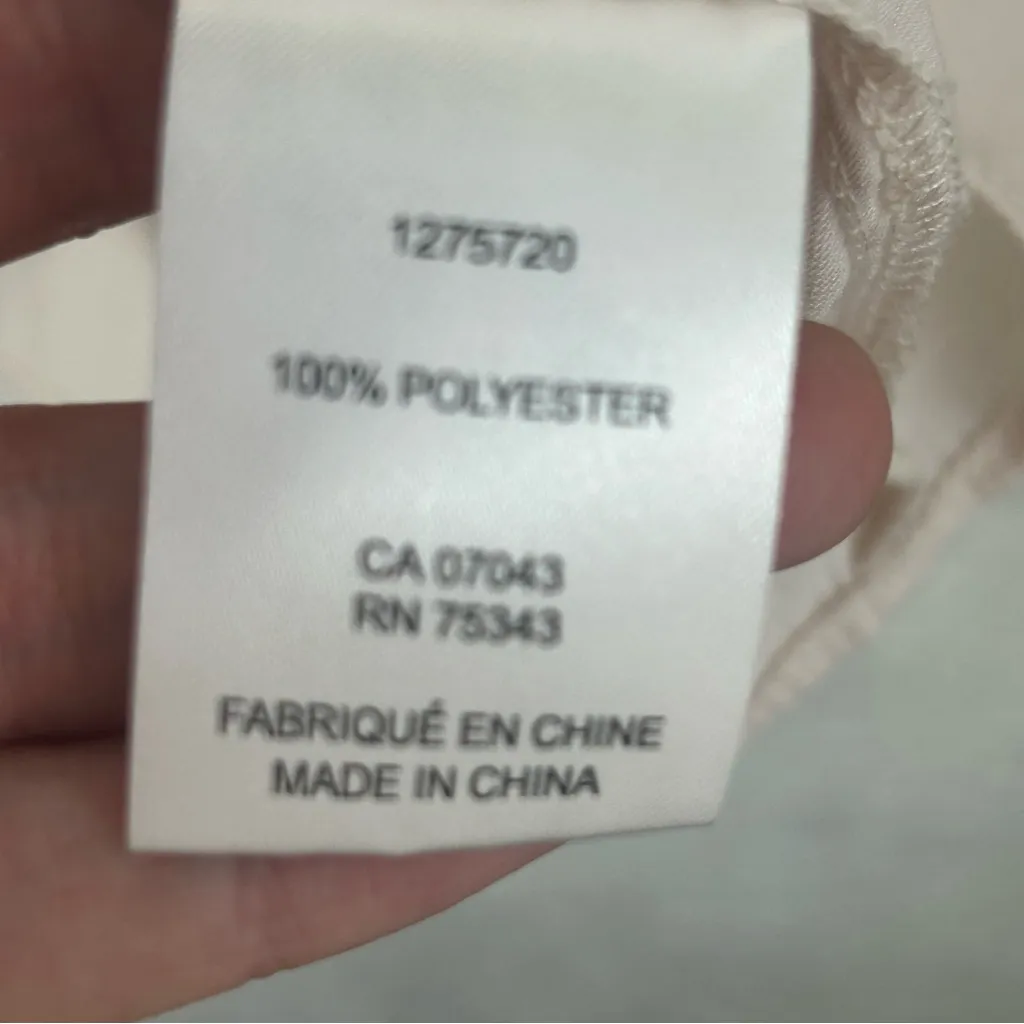 1275720
100% POLYESTER
CA 07043
RN 75343
FABRIQUÉ EN CHINE
MADE IN CHINA